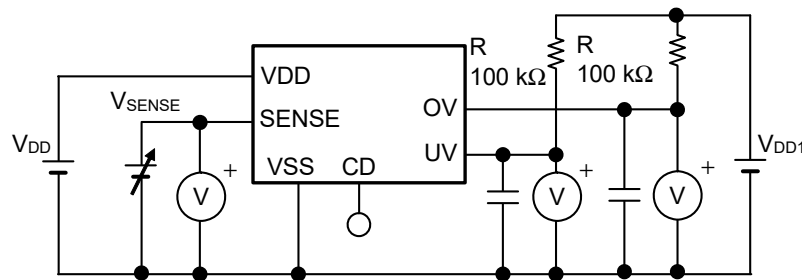 R
R
100 kΩ
100 kΩ
VDD
VSENSE
SENSE
OV
UV
VDD
VDD1
VSS
CD
+
+
+
V
V
V